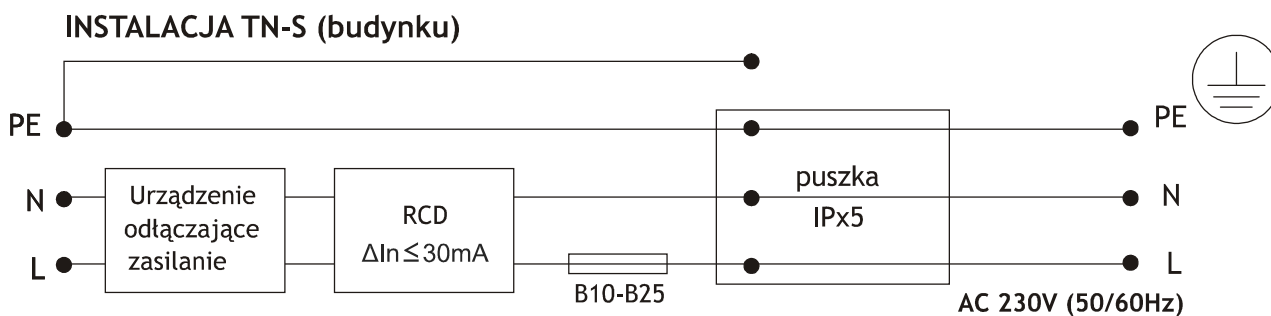 INSTALACJA TN-S (budynku)
PE
PE
N
Urządzenie
odłączające
zasilanie
RCD
ΔIn≤30mA
puszka
IPx5
N
L
B10-B25
L
AC 230V (50/60Hz)